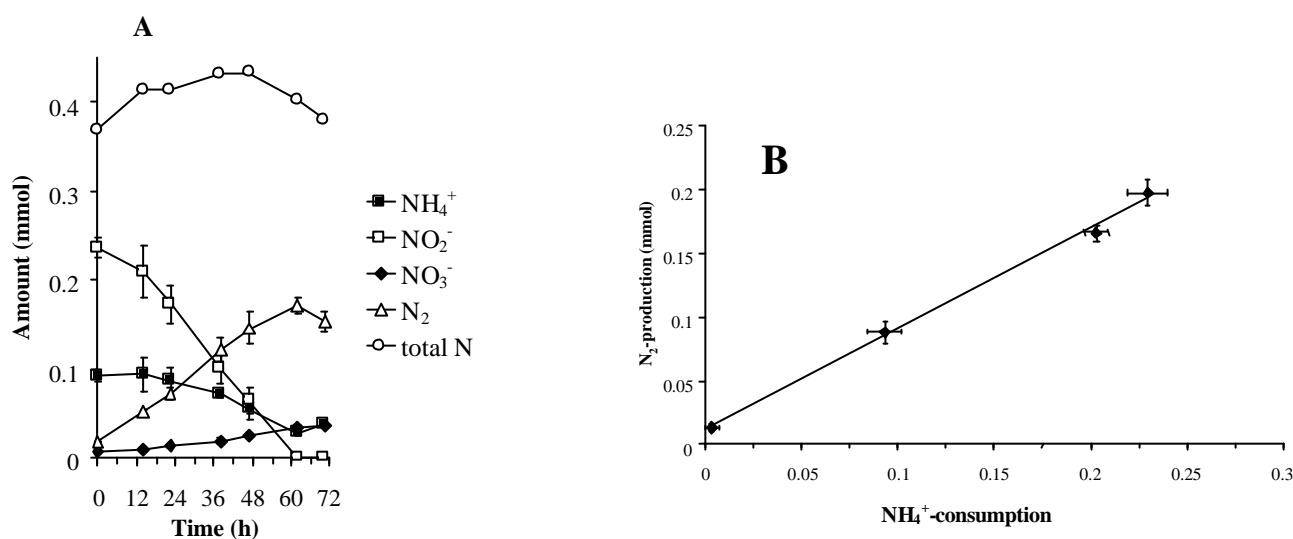 A
0.4
0.3
0.2
0.1
0
Amount (mmol)
0 12 24 36 48 60 72
Time (h)
NH₄⁺
NO₂⁻
NO₃⁻
N₂
total N
B
0.25
0.2
0.15
0.1
0.05
0
N₂-production (mmol)
0 0.05 0.1 0.15 0.2 0.25 0.3
NH₄⁺-consumption